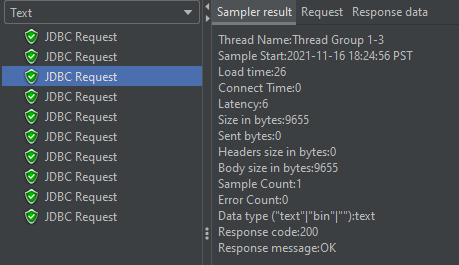 Text
JDBC Request
JDBC Request
JDBC Request
JDBC Request
JDBC Request
JDBC Request
JDBC Request
JDBC Request
JDBC Request
JDBC Request
Sampler result Request Response data
Thread Name:Thread Group 1-3
Sample Start:2021-11-16 18:24:56 PST
Load time:26
Connect Time:0
Latency:6
Size in bytes:9655
Sent bytes:0
Headers size in bytes:0
Body size in bytes:9655
Sample Count:1
Error Count:0
Data type ("text"|"bin"|""):text
Response code:200
Response message:OK